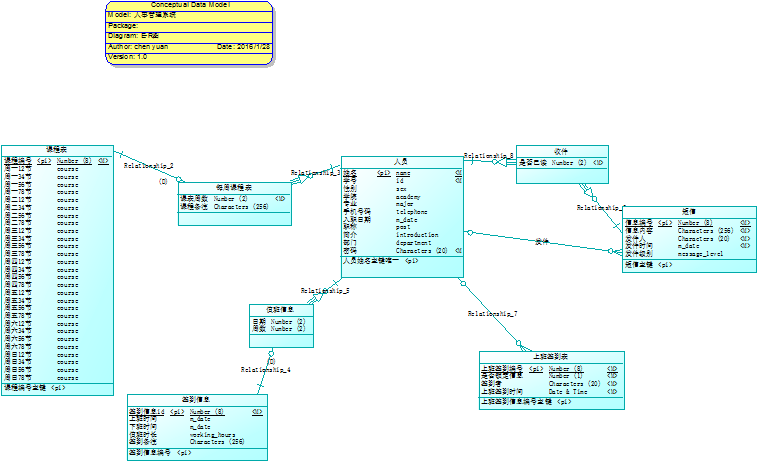 Conceptual Data Model
Model: 人事管理系统
Package:
Diagram: E-R图
Author: chen yuan Date: 2016/1/28
Version: 1.0
课程表
课程编号 <pi> Number (8) <M>
周一12节 course
周一34节 course
周一56节 course
周一78节 course
周二12节 course
周二34节 course
周二56节 course
周二78节 course
周三12节 course
周三34节 course
周三56节 course
周三78节 course
周四12节 course
周四34节 course
周四56节 course
周四78节 course
周五12节 course
周五34节 course
周五56节 course
周五78节 course
周六12节 course
周六34节 course
周六56节 course
周六78节 course
周日12节 course
周日34节 course
周日56节 course
周日78节 course
课程编号主键 <pi>
Relationship_2
(D)
每周课程表
课表周数 Number (2) <M>
课程备注 Characters (256)
Relationship_3
人员
姓名 <pi> name <M
学号 id <M
性别 sex
学院 academy
专业 major
手机号码 telephone
入职日期 n_date
职称 post
简介 introduction
部门 department
密码 Characters (20) <M
人员姓名主键唯一 <pi>
Relationship_8
收件
是否已读 Number (2) <M>
短信
信息编号 <pi> Number (8) <M>
信息内容 Characters (256) <M>
发件人 Characters (20) <M>
发件时间 n_date <M>
发件级别 message_level
短信主键 <pi>
发件
Relationship_5
值班信息
日期 Number (2)
周数 Number (2)
(D)
Relationship_4
签到信息
签到信息id <pi> Number (8) <M>
上班时间 n_date
下班时间 n_date
值班时长 working_hours
签到备注 Characters (256)
签到信息编号 <pi>
Relationship_7
上班签到表
上班签到编号 <pi> Number (8) <M>
是否锁定信息 Number (1) <M>
签到者 Characters (20) <M>
上班签到时间 Date & Time <M>
上班签到信息编号主键 <pi>